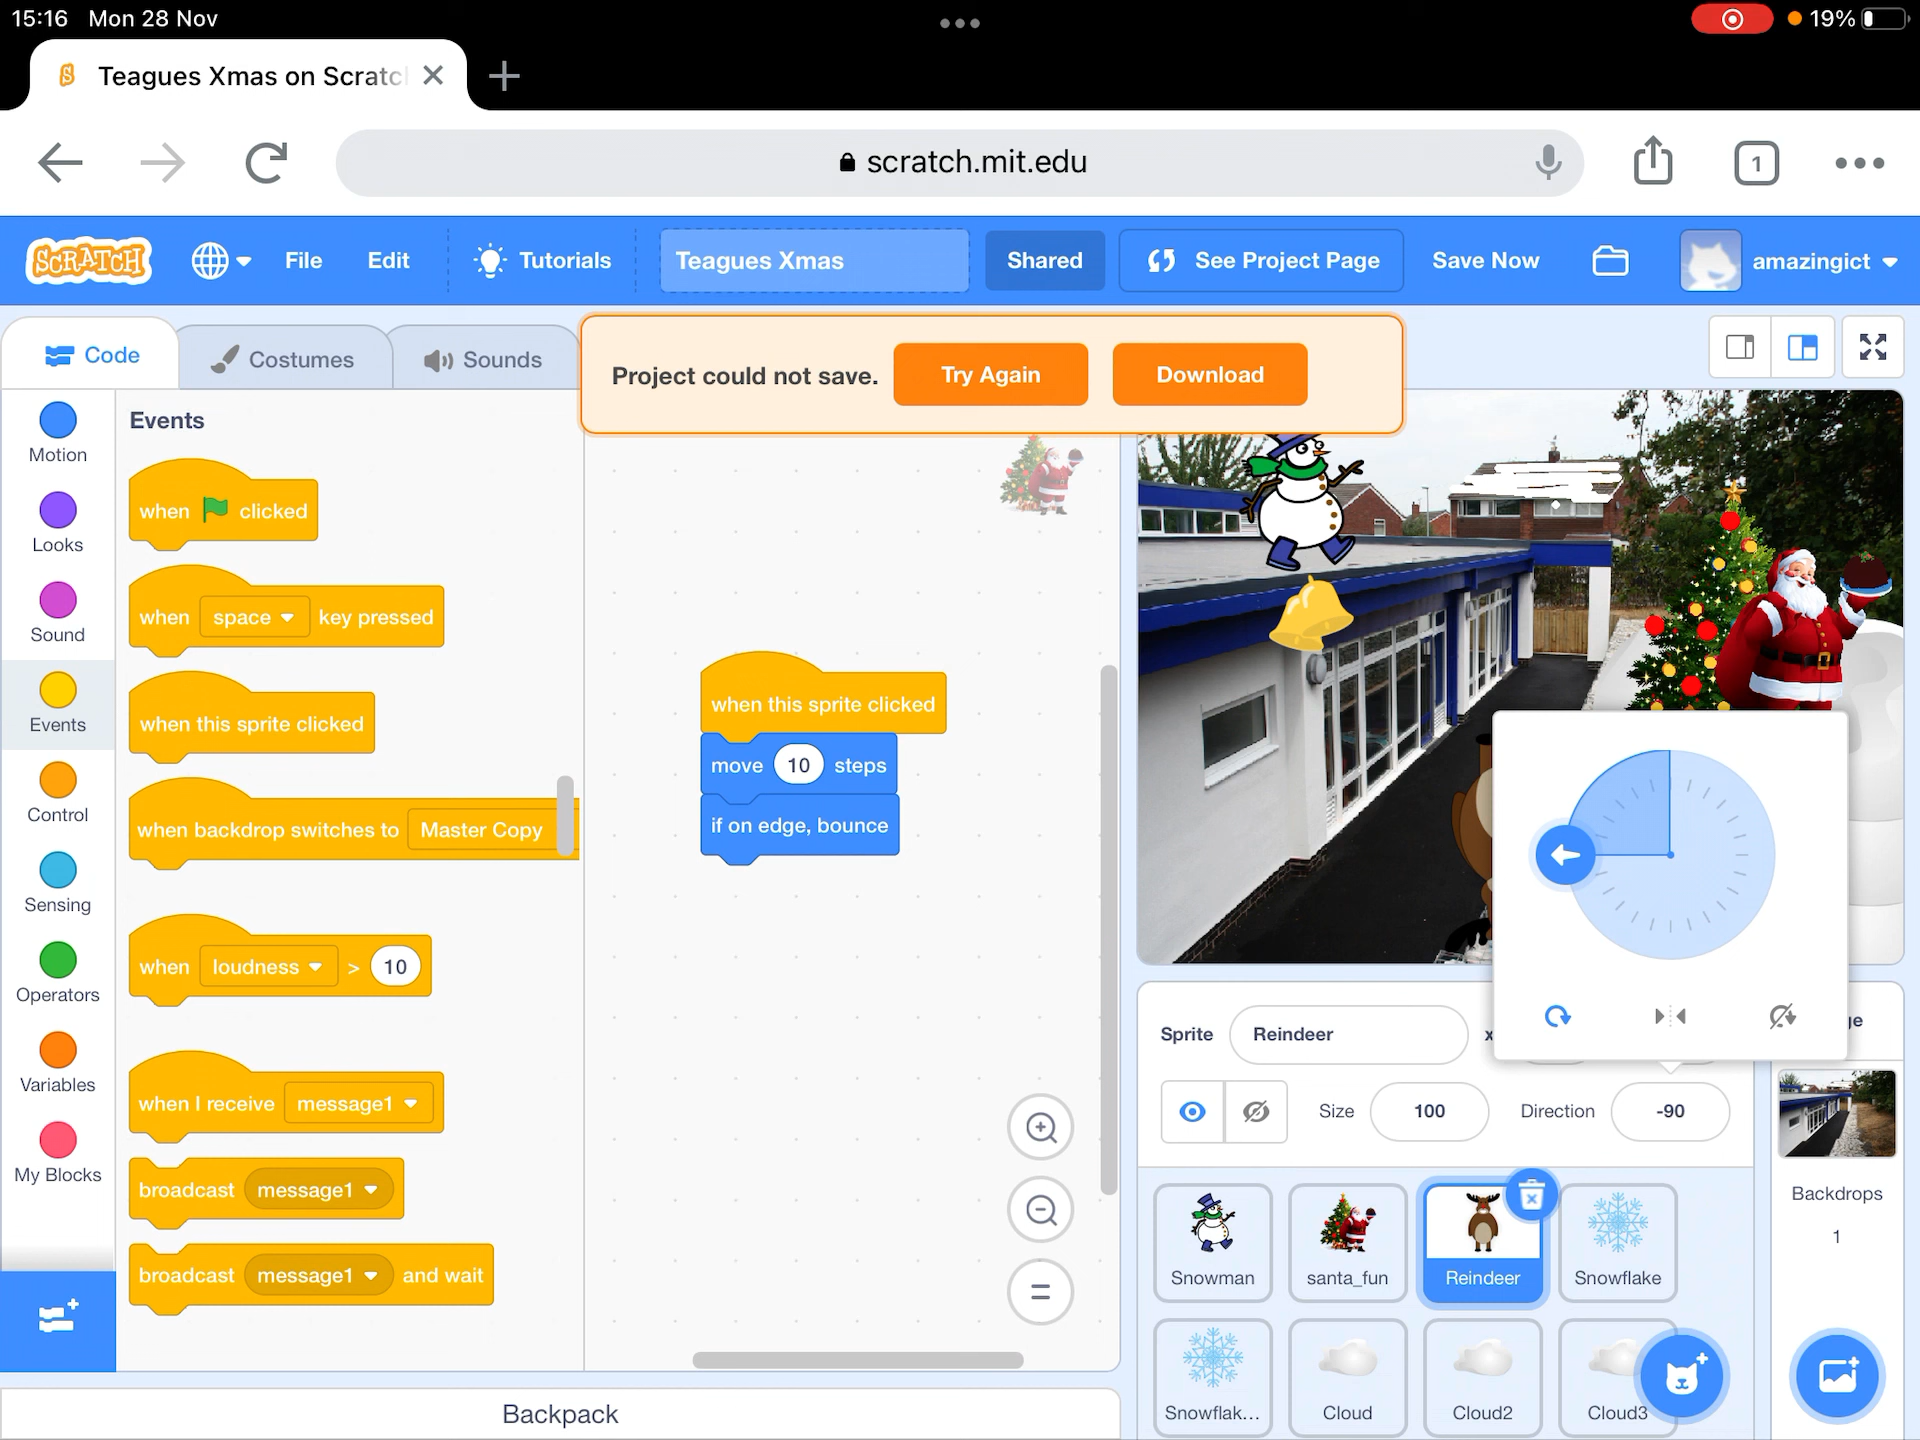 15:16 Mon 28 Nov
19%
Teagues Xmas on Scratc
scratch.mit.edu
1
SCRATCH
File
Edit
Tutorials
Teagues Xmas
Shared
See Project Page
Save Now
amazingict
Code
Costumes
Sounds
Project could not save.
Try Again
Download
Motion
Looks
Sound
Events
Control
Sensing
Operators
Variables
My Blocks
Events
when clicked
when space key pressed
when this sprite clicked
when backdrop switches to Master Copy
when loudness > 10
when I receive message1
broadcast message1
broadcast message1 and wait
when this sprite clicked
move 10 steps
if on edge, bounce
Sprite
Reindeer
x
ge
Size
100
Direction
-90
Snowman
santa_fun
Reindeer
Snowflake
Snowflak...
Cloud
Cloud2
Cloud3
Backdrops
1
Backpack